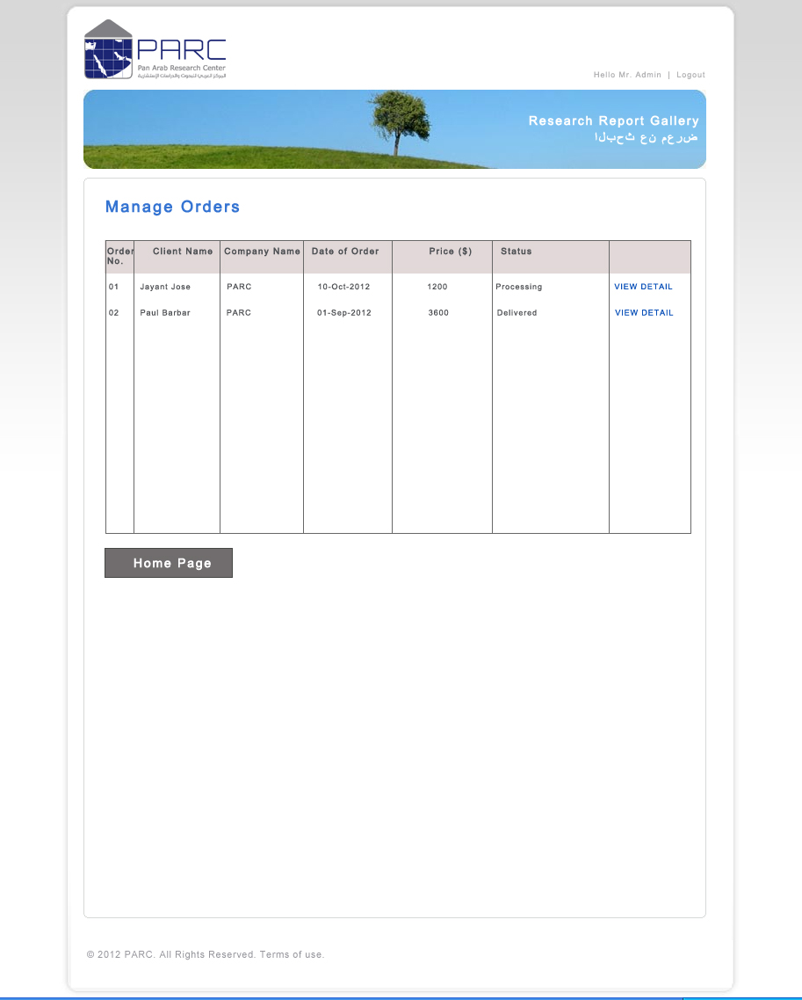 PARC
Pan Arab Research Center
المركز العربي للبحوث والدراسات الإستشارية
Hello Mr. Admin | Logout
Research Report Gallery
ضرعم نع ثحبلا
Manage Orders
Order No. Client Name Company Name Date of Order Price ($) Status
01 Jayant Jose PARC 10-Oct-2012 1200 Processing VIEW DETAIL
02 Paul Barbar PARC 01-Sep-2012 3600 Delivered VIEW DETAIL
Home Page
© 2012 PARC. All Rights Reserved. Terms of use.